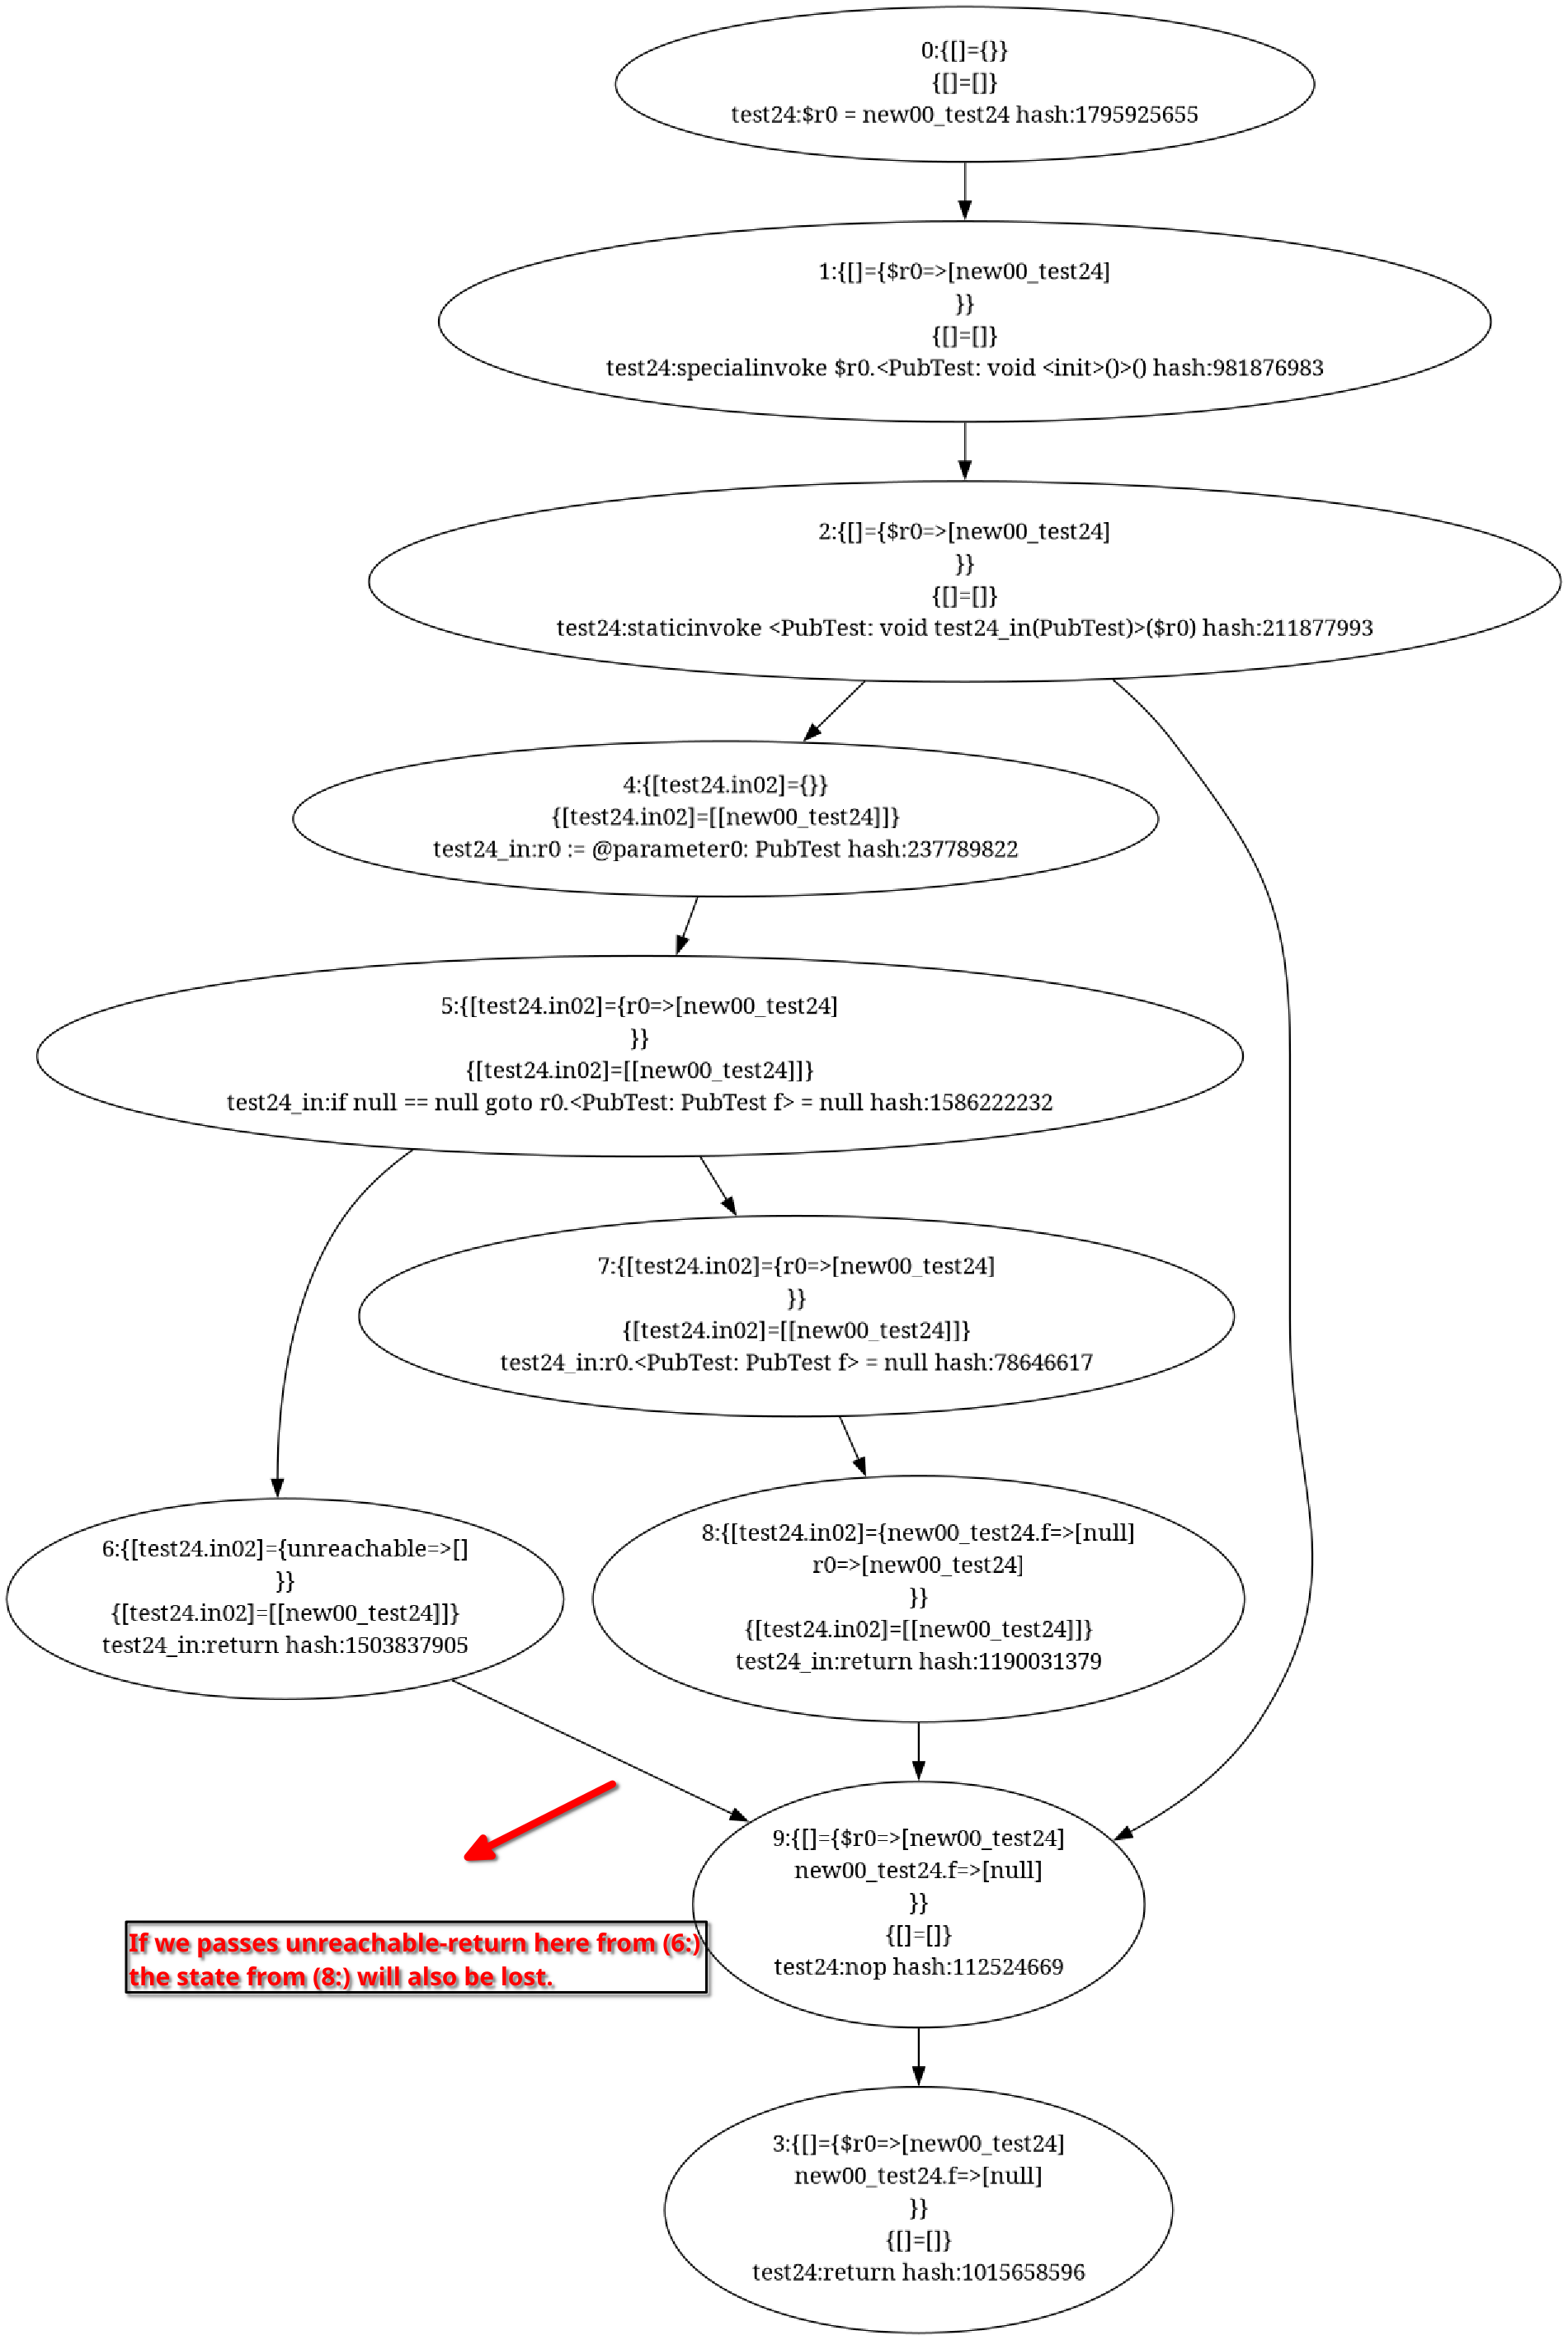 0:{[]={}}
{[]=[]}
test24:$r0 = new00_test24 hash:1795925655
1:{[]={$r0=>[new00_test24]
}}
{[]=[]}
test24:specialinvoke $r0.<PubTest: void <init>()>() hash:981876983
2:{[]={$r0=>[new00_test24]
}}
{[]=[]}
test24:staticinvoke <PubTest: void test24_in(PubTest)>($r0) hash:211877993
4:{[test24.in02]={}}
{[test24.in02]=[[new00_test24]]}
test24_in:r0 := @parameter0: PubTest hash:237789822
5:{[test24.in02]={r0=>[new00_test24]
}}
{[test24.in02]=[[new00_test24]]}
test24_in:if null == null goto r0.<PubTest: PubTest f> = null hash:1586222232
7:{[test24.in02]={r0=>[new00_test24]
}}
{[test24.in02]=[[new00_test24]]}
test24_in:r0.<PubTest: PubTest f> = null hash:78646617
6:{[test24.in02]={unreachable=>[]
}}
{[test24.in02]=[[new00_test24]]}
test24_in:return hash:1503837905
8:{[test24.in02]={new00_test24.f=>[null]
r0=>[new00_test24]
}}
{[test24.in02]=[[new00_test24]]}
test24_in:return hash:1190031379
If we passes unreachable-return here from (6:)
the state from (8:) will also be lost.
9:{[]={$r0=>[new00_test24]
new00_test24.f=>[null]
}}
{[]=[]}
test24:nop hash:112524669
3:{[]={$r0=>[new00_test24]
new00_test24.f=>[null]
}}
{[]=[]}
test24:return hash:1015658596